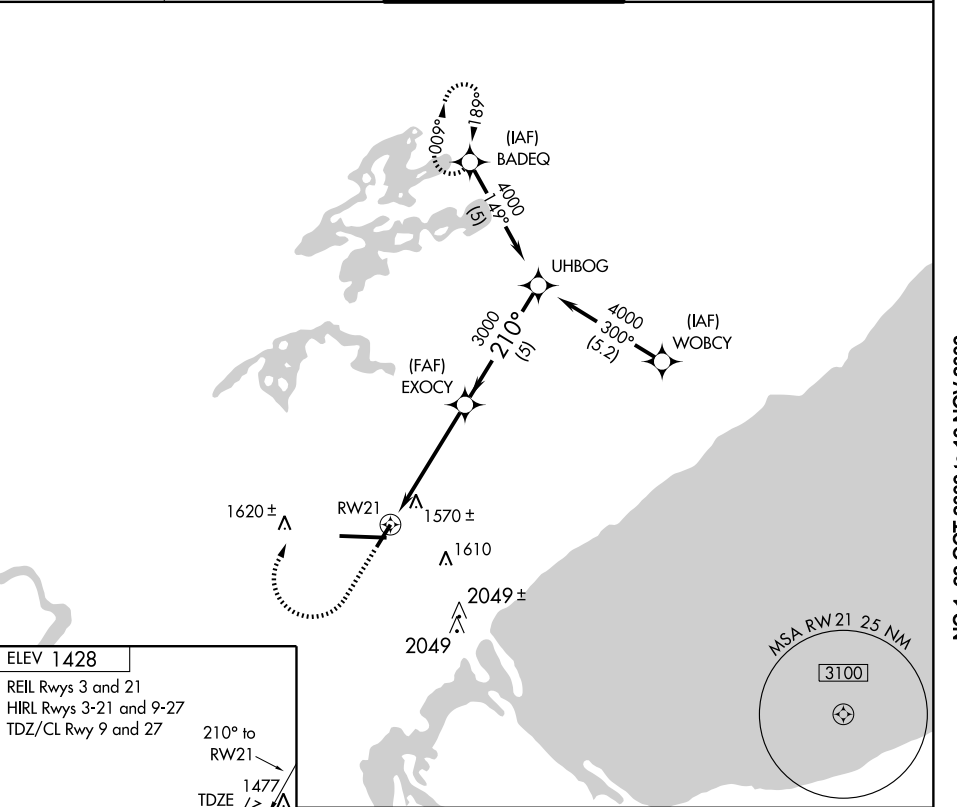 009°
189°
(IAF)
BADEQ
4000
149°
(5)
UHBOG
4000
300°
(5.2)
(IAF)
WOBCY
3000
210°
(5)
(FAF)
EXOCY
1620 ±
RW21
1570 ±
1610
2049 ±
2049
MSA RW21 25 NM
3100
ELEV 1428
REIL Rwys 3 and 21
HIRL Rwys 3-21 and 9-27
TDZ/CL Rwy 9 and 27
210° to
RW21
1477
TDZE